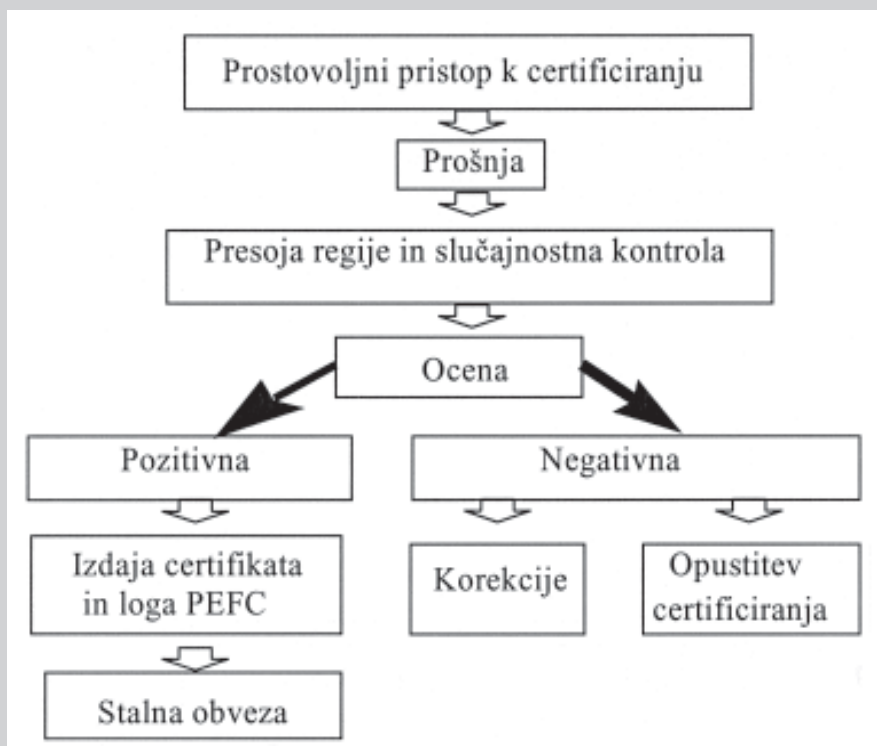 Prostovoljni pristop k certificiranju
Prošnja
Presoja regije in slučajnostna kontrola
Ocena
Pozitivna
Negativna
Izdaja certifikata
in loga PEFC
Korekcije
Opustitev
certificiranja
Stalna obveza